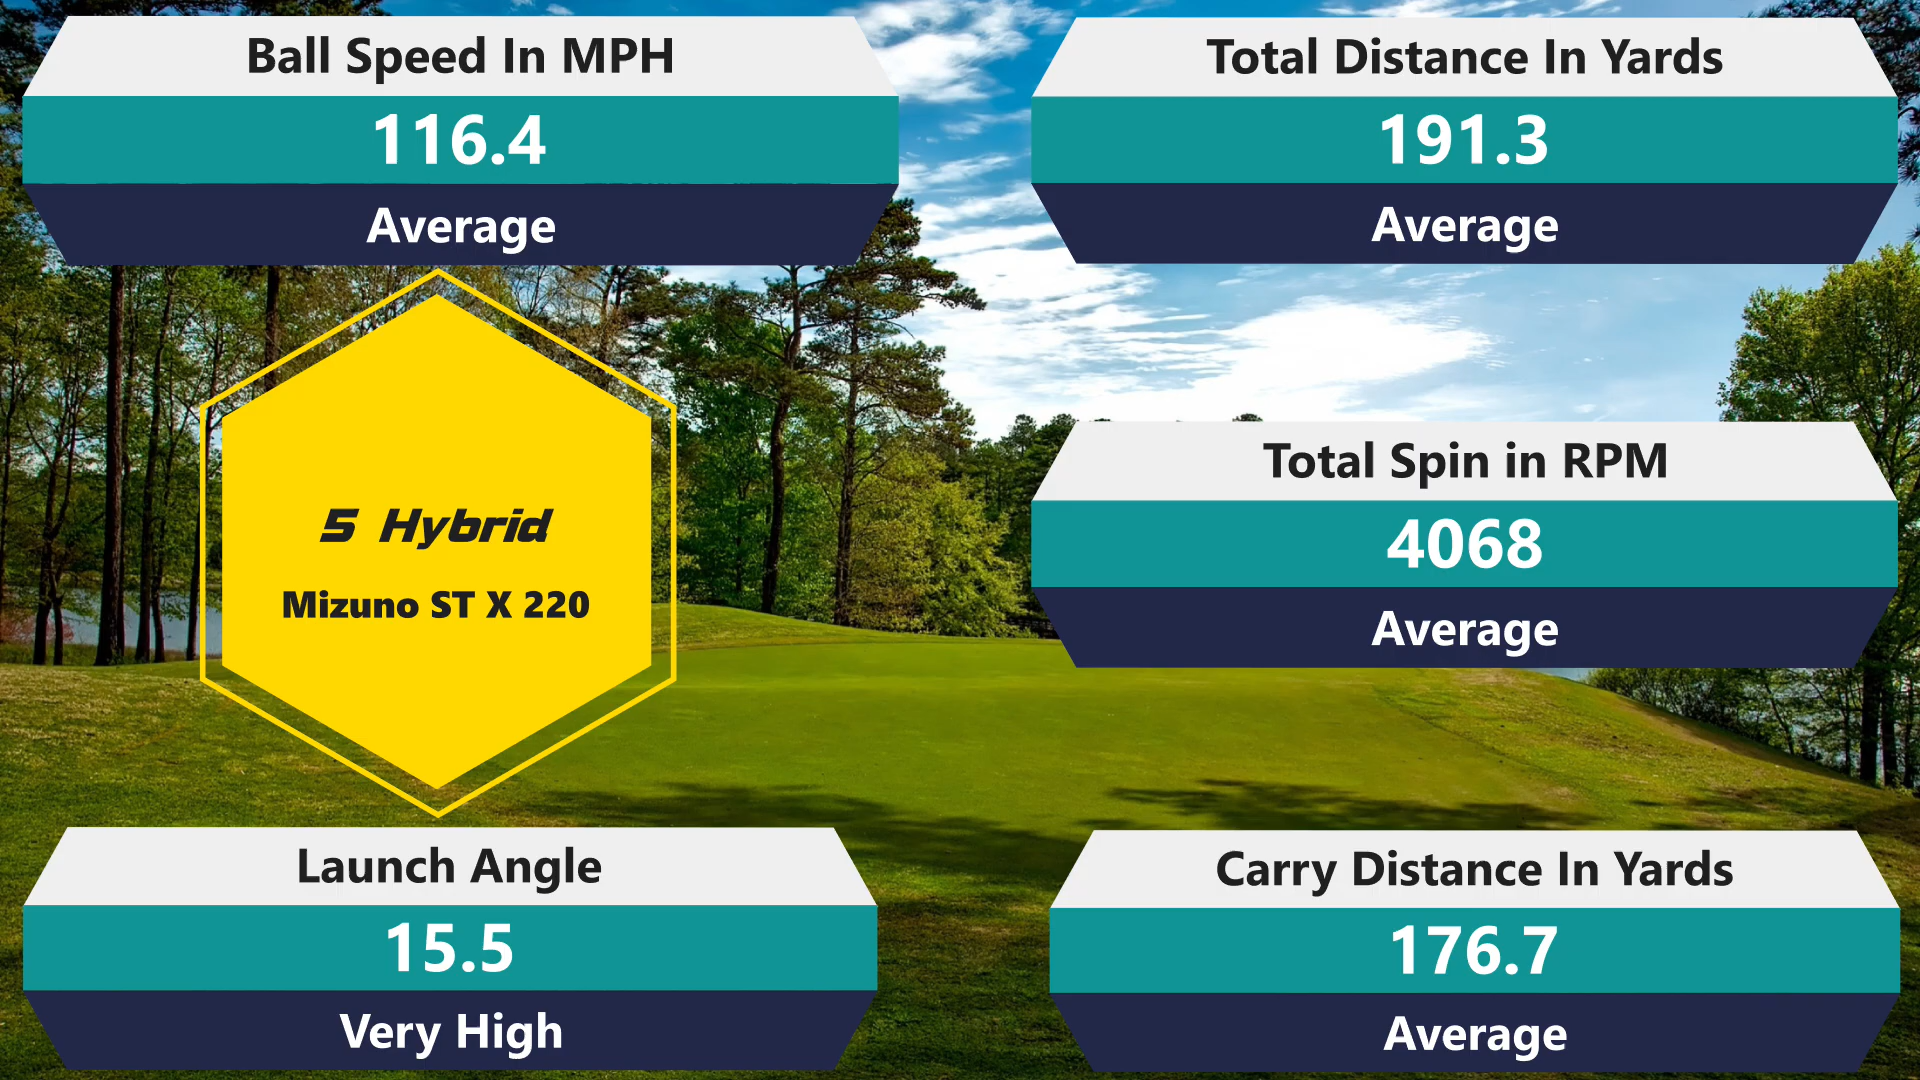 Ball Speed In MPH
116.4
Average
Total Distance In Yards
191.3
Average
5 Hybrid
Mizuno ST X 220
Total Spin in RPM
4068
Average
Launch Angle
15.5
Very High
Carry Distance In Yards
176.7
Average